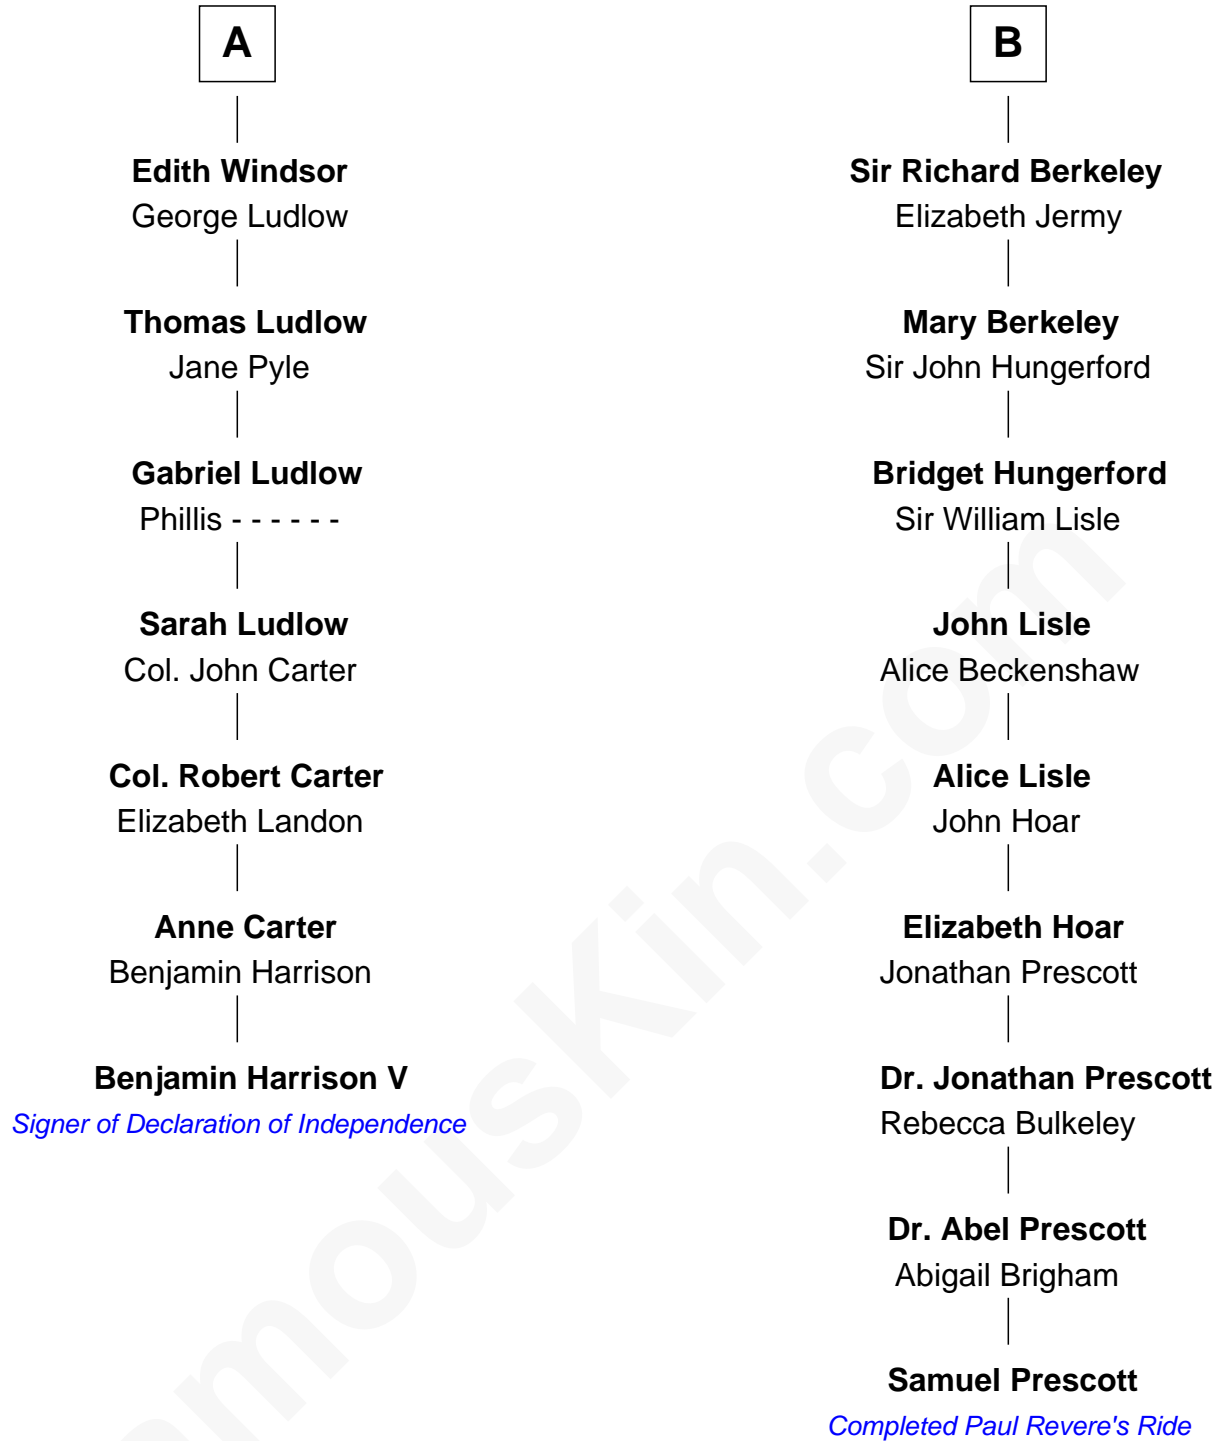 A
Edith Windsor
George Ludlow
Thomas Ludlow
Jane Pyle
Gabriel Ludlow
Phillis - - - - - -
Sarah Ludlow
Col. John Carter
Col. Robert Carter
Elizabeth Landon
Anne Carter
Benjamin Harrison
Benjamin Harrison V
Signer of Declaration of Independence
B
Sir Richard Berkeley
Elizabeth Jermy
Mary Berkeley
Sir John Hungerford
Bridget Hungerford
Sir William Lisle
John Lisle
Alice Beckenshaw
Alice Lisle
John Hoar
Elizabeth Hoar
Jonathan Prescott
Dr. Jonathan Prescott
Rebecca Bulkeley
Dr. Abel Prescott
Abigail Brigham
Samuel Prescott
Completed Paul Revere's Ride
amousKin.com